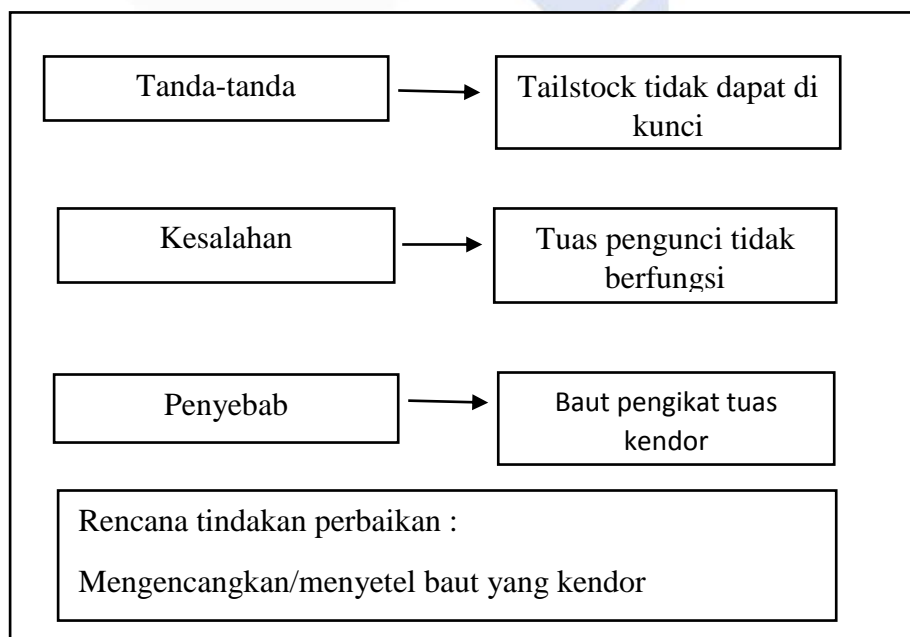 Tanda-tanda
Tailstock tidak dapat di
kunci
Kesalahan
Tuas pengunci tidak
berfungsi
Penyebab
Baut pengikat tuas
kendor
Rencana tindakan perbaikan :
Mengencangkan/menyetel baut yang kendor